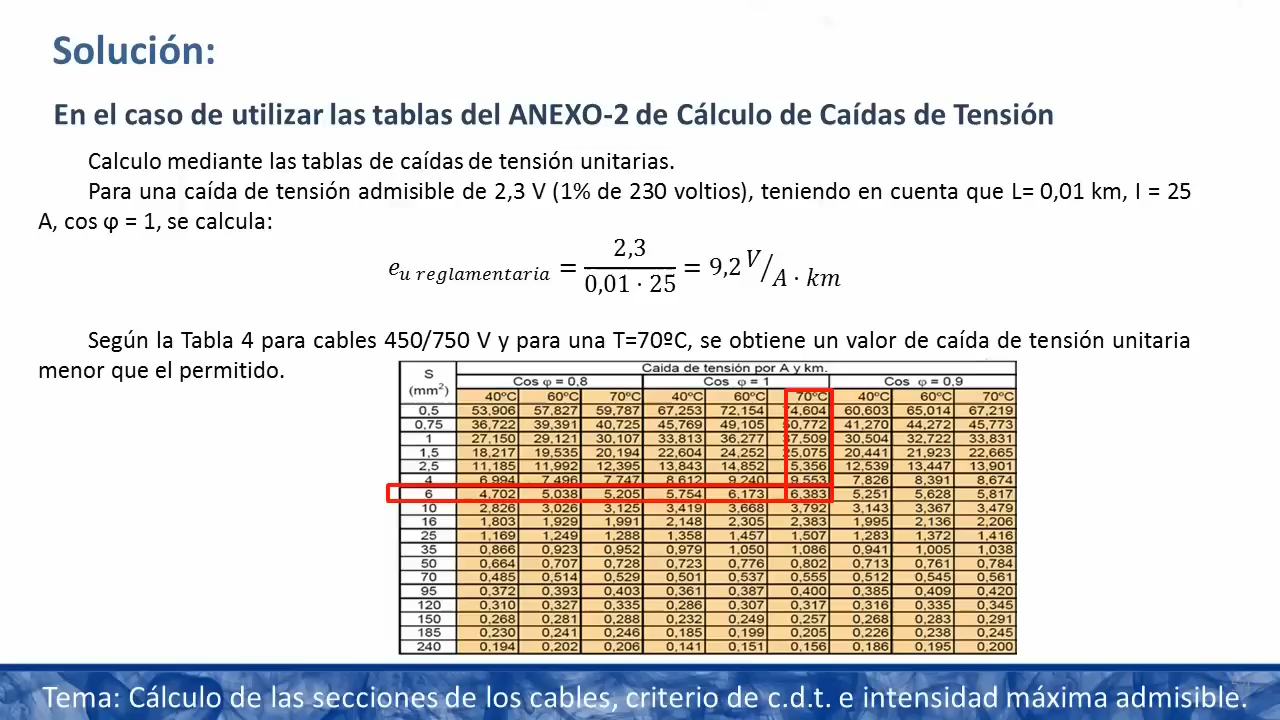 Solución:
En el caso de utilizar las tablas del ANEXO-2 de Cálculo de Caídas de Tensión
Calculo mediante las tablas de caídas de tensión unitarias.
Para una caída de tensión admisible de 2,3 V (1% de 230 voltios), teniendo en cuenta que L= 0,01 km, I = 25
A, cos φ = 1, se calcula:
e_{u reglamentaria} = 2,3 / (0,01 · 25) = 9,2 V/A · km
Según la Tabla 4 para cables 450/750 V y para una T=70ºC, se obtiene un valor de caída de tensión unitaria
menor que el permitido.
S (mm²) Caida de tensión por A y km.
Cos φ = 0,8 Cos φ = 1 Cos φ = 0,9
40ºC 60ºC 70ºC 40ºC 60ºC 70ºC 40ºC 60ºC 70ºC
0,5 53,906 57,827 59,787 67,253 72,154 74,604 60,603 65,014 67,219
0,75 36,722 39,391 40,725 45,769 49,105 50,772 41,270 44,272 45,773
1 27,150 29,121 30,107 33,813 36,277 37,509 30,504 32,722 33,831
1,5 18,217 19,535 20,194 22,604 24,252 25,075 20,441 21,923 22,665
2,5 11,185 11,992 12,395 13,843 14,852 5,356 12,539 13,447 13,901
4 6,994 7,496 7,747 8,612 9,240 9,553 7,826 8,391 8,674
6 4,702 5,038 5,205 5,754 6,173 6,383 5,251 5,628 5,817
10 2,826 3,026 3,125 3,419 3,668 3,792 3,143 3,367 3,479
16 1,803 1,929 1,991 2,148 2,305 2,383 1,995 2,136 2,206
25 1,169 1,249 1,288 1,358 1,457 1,507 1,283 1,372 1,416
35 0,866 0,923 0,952 0,979 1,050 1,086 0,941 1,005 1,038
50 0,664 0,707 0,728 0,723 0,776 0,802 0,713 0,761 0,784
70 0,485 0,514 0,529 0,501 0,537 0,555 0,512 0,545 0,561
95 0,372 0,393 0,403 0,361 0,387 0,400 0,385 0,409 0,420
120 0,310 0,327 0,335 0,286 0,307 0,317 0,316 0,335 0,345
150 0,268 0,281 0,288 0,232 0,249 0,257 0,268 0,283 0,291
185 0,230 0,241 0,246 0,185 0,199 0,205 0,226 0,238 0,245
240 0,194 0,202 0,206 0,141 0,151 0,156 0,186 0,195 0,200
Tema: Cálculo de las secciones de los cables, criterio de c.d.t. e intensidad máxima admisible.